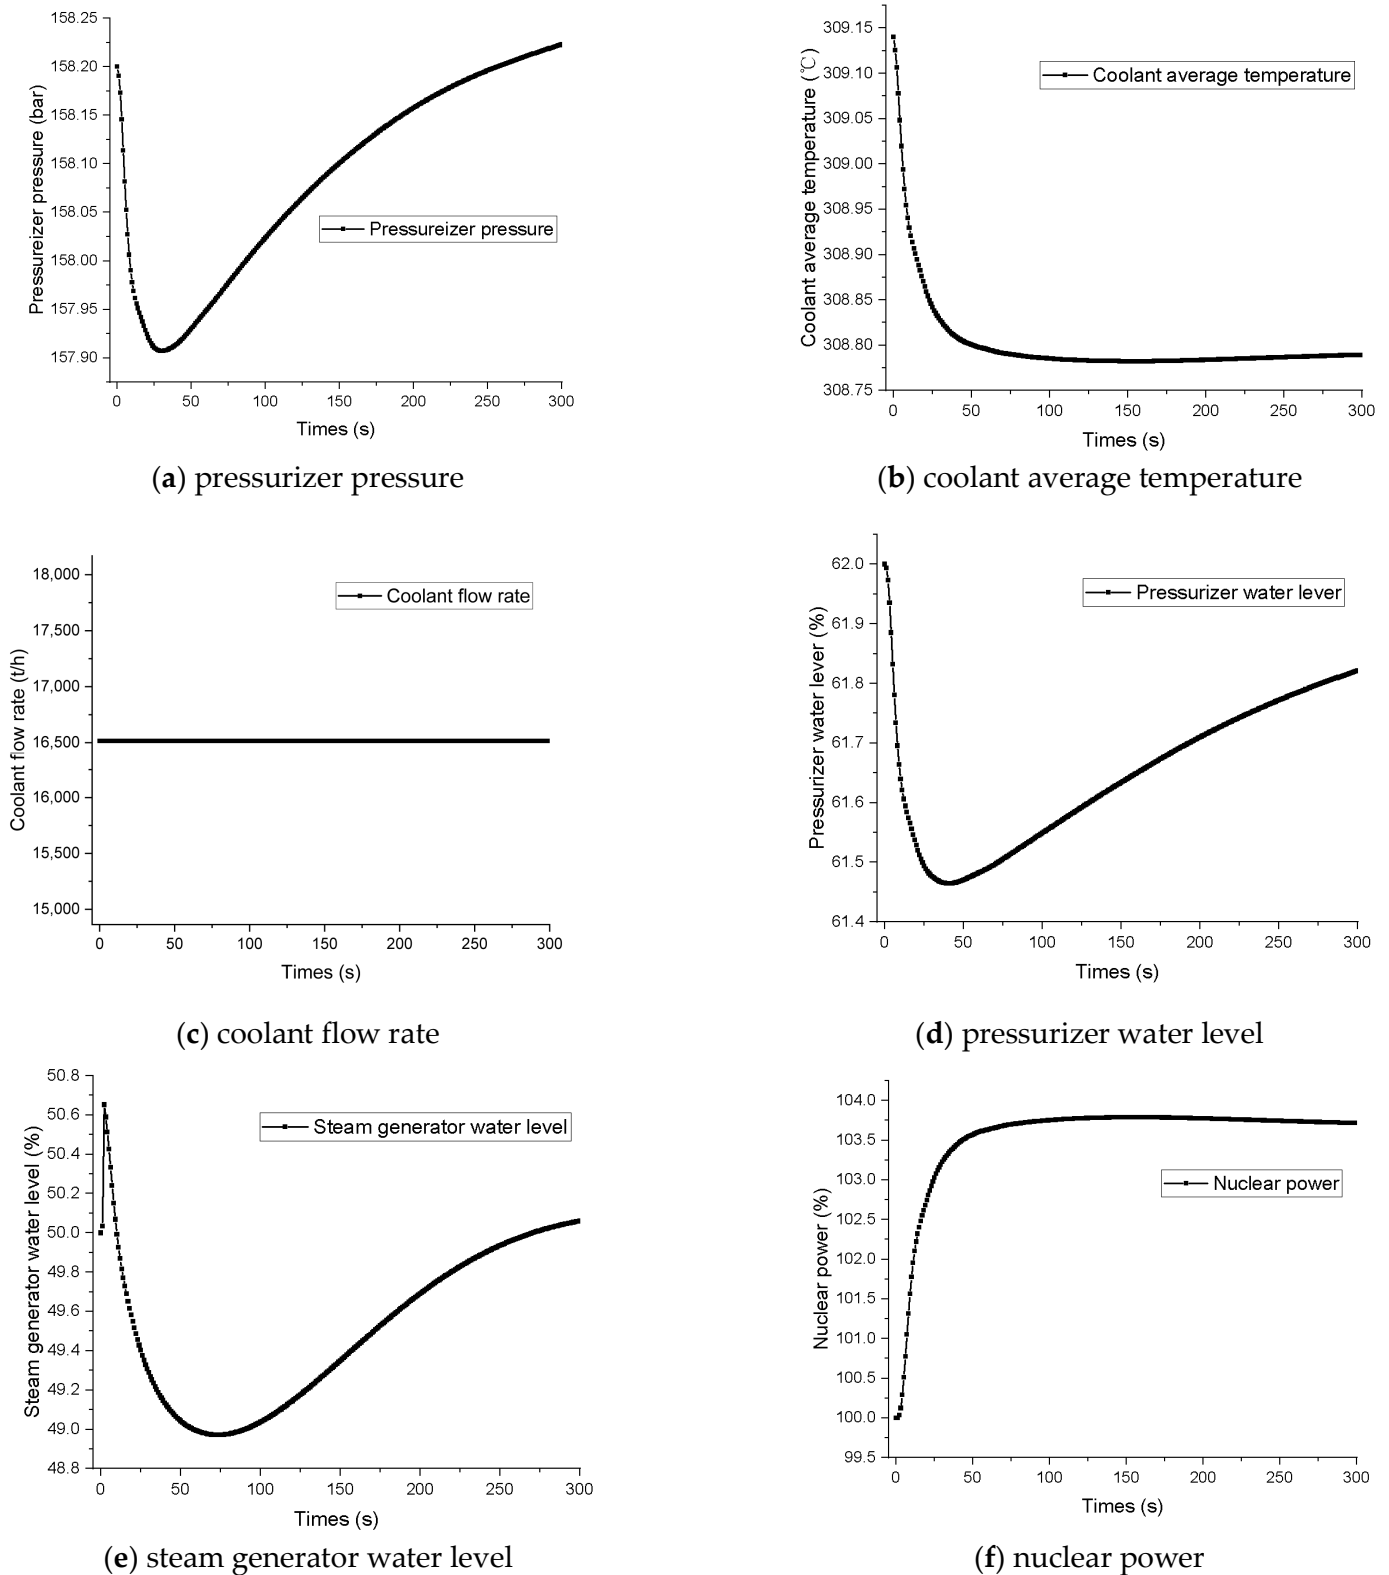 158.25
158.20
158.15
158.10
158.05
158.00
157.95
157.90
Pressureizer pressure (bar)
Pressureizer pressure
0 50 100 150 200 250 300
Times (s)
(a) pressurizer pressure
309.15
309.10
309.05
309.00
308.95
308.90
308.85
308.80
308.75
Coolant average temperature (℃)
Coolant average temperature
0 50 100 150 200 250 300
Times (s)
(b) coolant average temperature
18,000
17,500
17,000
16,500
16,000
15,500
15,000
Coolant flow rate (t/h)
Coolant flow rate
0 50 100 150 200 250 300
Times (s)
(c) coolant flow rate
62.0
61.9
61.8
61.7
61.6
61.5
61.4
Pressurizer water lever (%)
Pressurizer water lever
0 50 100 150 200 250 300
Times (s)
(d) pressurizer water level
50.8
50.6
50.4
50.2
50.0
49.8
49.6
49.4
49.2
49.0
48.8
Steam generator water level (%)
Steam generator water level
0 50 100 150 200 250 300
Times (s)
(e) steam generator water level
104.0
103.5
103.0
102.5
102.0
101.5
101.0
100.5
100.0
99.5
Nuclear power (%)
Nuclear power
0 50 100 150 200 250 300
Times (s)
(f) nuclear power